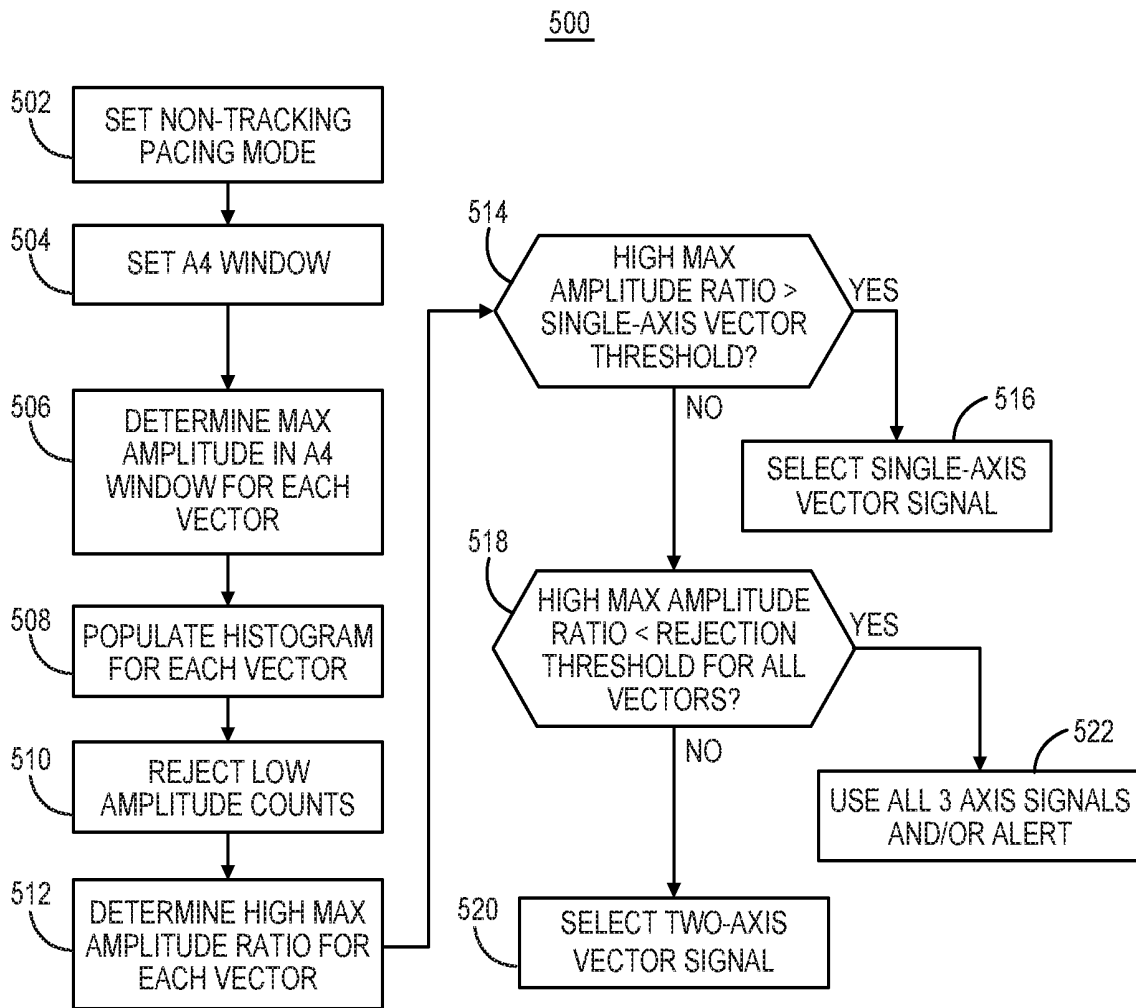 500
502
SET NON-TRACKING
PACING MODE
504
SET A4 WINDOW
506
DETERMINE MAX
AMPLITUDE IN A4
WINDOW FOR EACH
VECTOR
508
POPULATE HISTOGRAM
FOR EACH VECTOR
510
REJECT LOW
AMPLITUDE COUNTS
512
DETERMINE HIGH MAX
AMPLITUDE RATIO FOR
EACH VECTOR
514
HIGH MAX
AMPLITUDE RATIO >
SINGLE-AXIS VECTOR
THRESHOLD?
YES
NO
516
SELECT SINGLE-AXIS
VECTOR SIGNAL
518
HIGH MAX AMPLITUDE
RATIO < REJECTION
THRESHOLD FOR ALL
VECTORS?
YES
NO
522
USE ALL 3 AXIS SIGNALS
AND/OR ALERT
520
SELECT TWO-AXIS
VECTOR SIGNAL